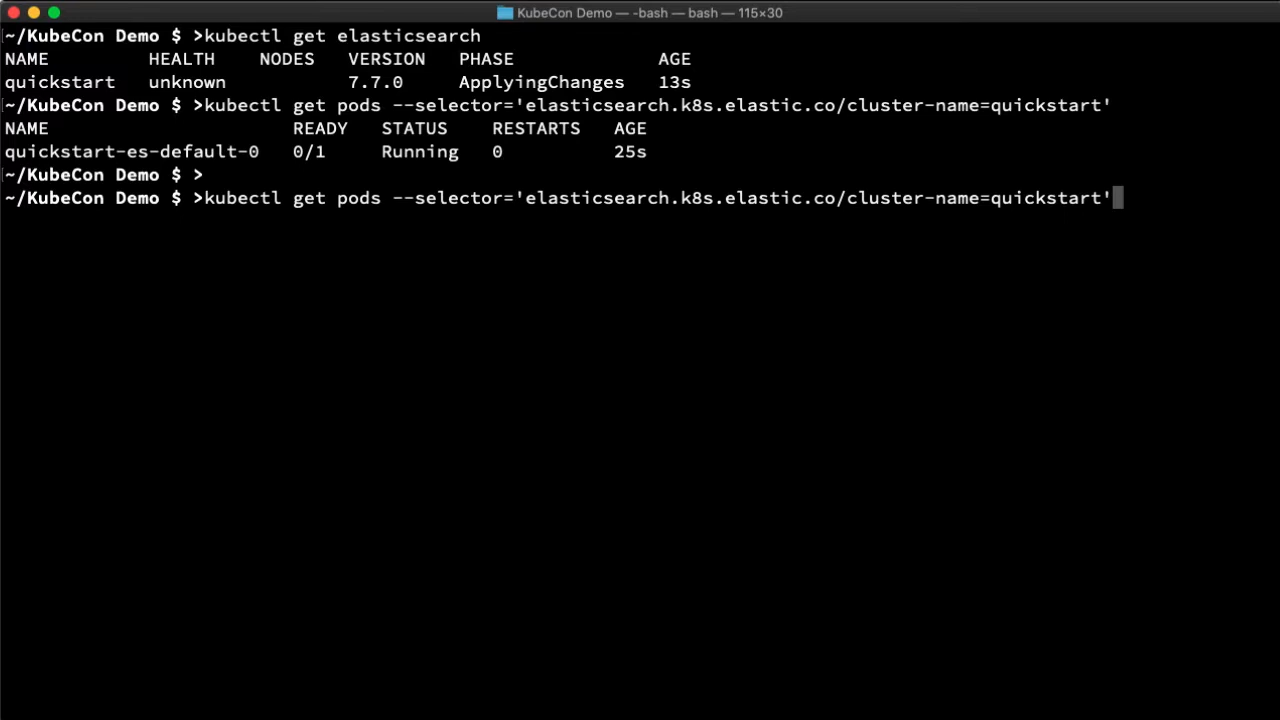 KubeCon Demo — -bash — bash — 115×30
~/KubeCon Demo $ >kubectl get elasticsearch
NAME HEALTH NODES VERSION PHASE AGE
quickstart unknown 7.7.0 ApplyingChanges 13s
~/KubeCon Demo $ >kubectl get pods --selector='elasticsearch.k8s.elastic.co/cluster-name=quickstart'
NAME READY STATUS RESTARTS AGE
quickstart-es-default-0 0/1 Running 0 25s
~/KubeCon Demo $ >
~/KubeCon Demo $ >kubectl get pods --selector='elasticsearch.k8s.elastic.co/cluster-name=quickstart'